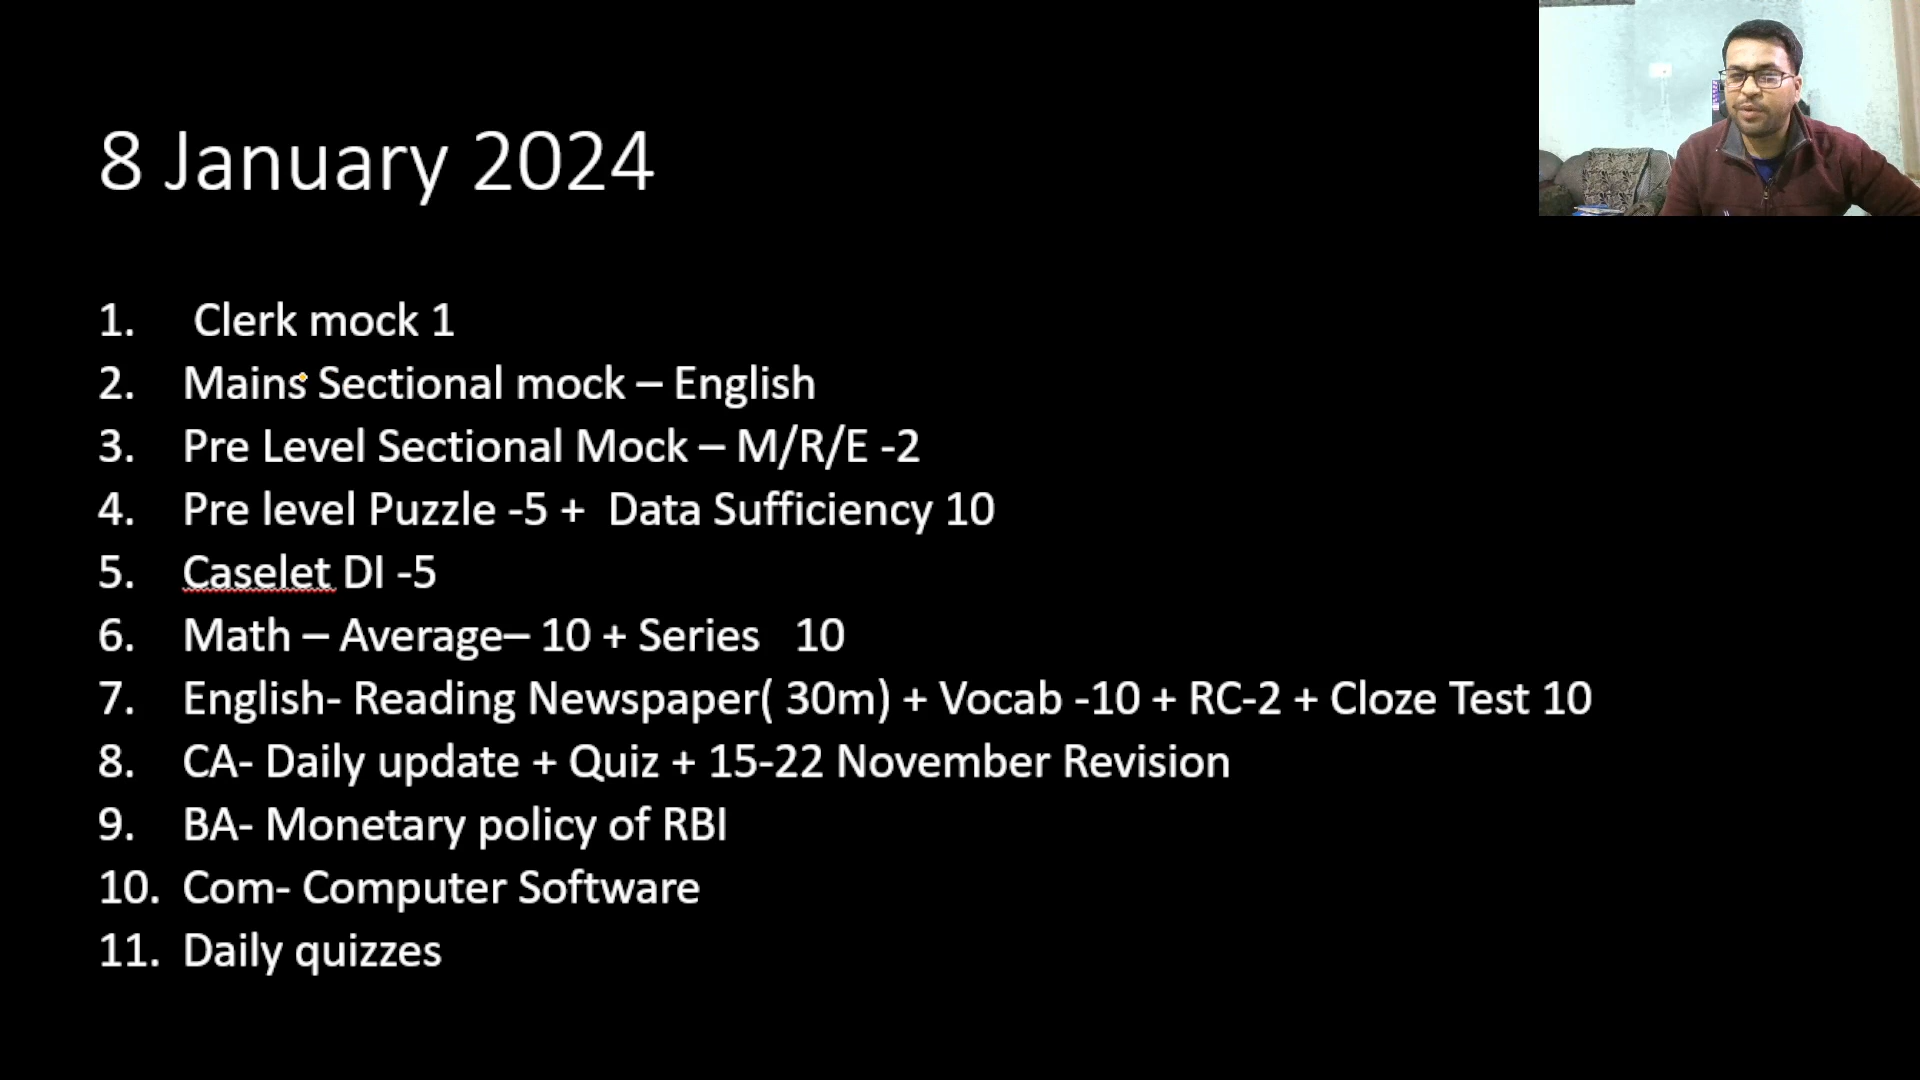 8 January 2024
1. Clerk mock 1
2. Mains Sectional mock – English
3. Pre Level Sectional Mock – M/R/E -2
4. Pre level Puzzle -5 + Data Sufficiency 10
5. Caselet DI -5
6. Math – Average– 10 + Series 10
7. English- Reading Newspaper( 30m) + Vocab -10 + RC-2 + Cloze Test 10
8. CA- Daily update + Quiz + 15-22 November Revision
9. BA- Monetary policy of RBI
10. Com- Computer Software
11. Daily quizzes